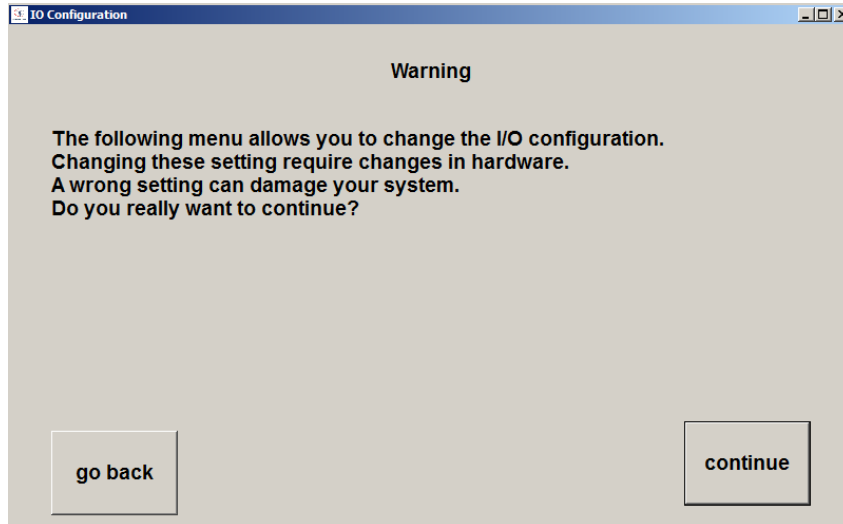 IO Configuration
Warning
The following menu allows you to change the I/O configuration.
Changing these setting require changes in hardware.
A wrong setting can damage your system.
Do you really want to continue?
go back
continue